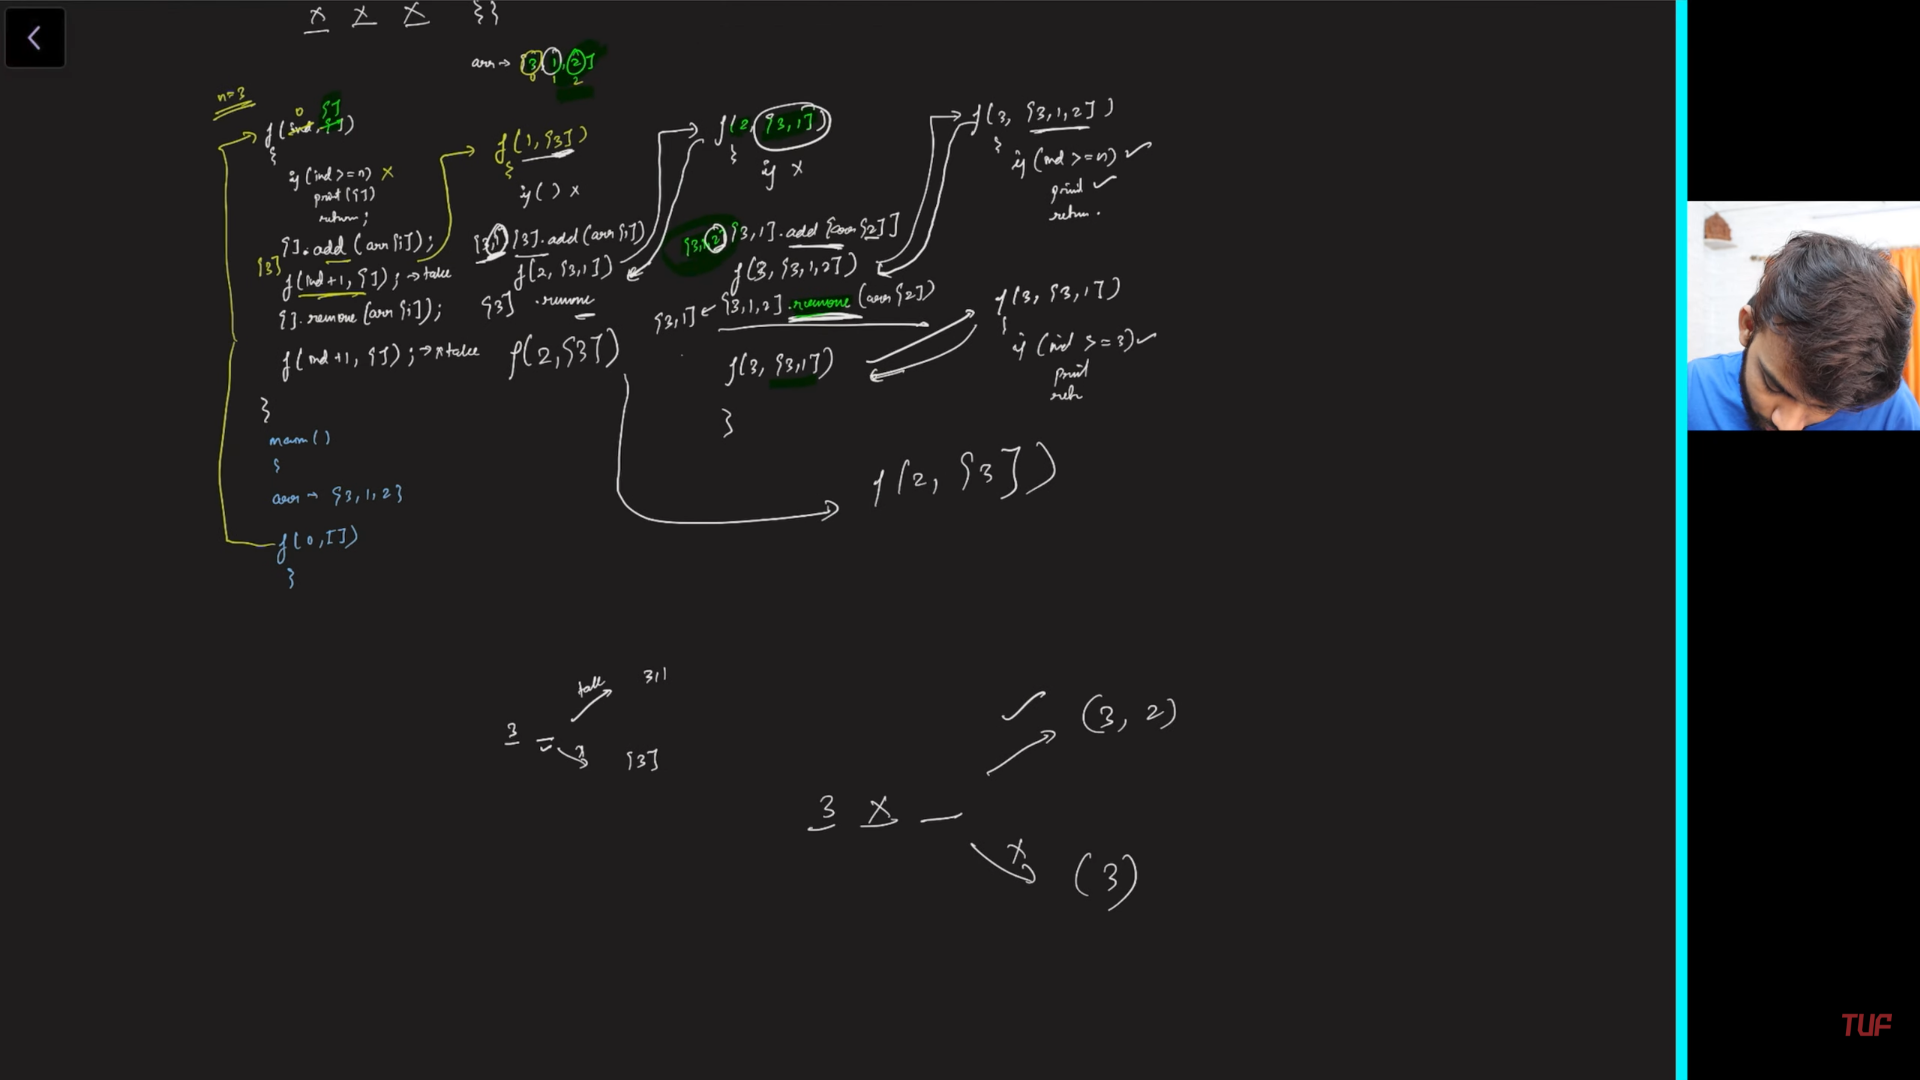 x x X {}
arr → [3, 1, 2]
0 1 2
n=3
0 []
f(ind, [])
{
if (ind >= n) x
print([])
return;
[].add (arr[i]);
[3]
f(ind+1, []); → take
[].remove (arr[i]);
f(ind+1, []); → x take
}
main()
{
arr → {3,1,2}
f(0,[])
}
f(1, [3])
{
if () x
[3,1] [3].add(arr[i])
f(2, [3,1])
[3] .remove
f(2, [3])
f(2, [3,1])
{
if x
[3,1,2] [3,1].add [arr[2]]
f(3, [3,1,2])
[3,1] ← [3,1,2].remove (arr[2])
f(3, [3,1])
}
f(3, [3,1,2])
{
if (ind >= n) ✓
print ✓
return.
f(3, [3,1])
{
if (ind >= 3) ✓
print
retn
f(2, [3])
take 3,1
3
x [3]
✓ (3, 2)
3 X
x (3)
TUF